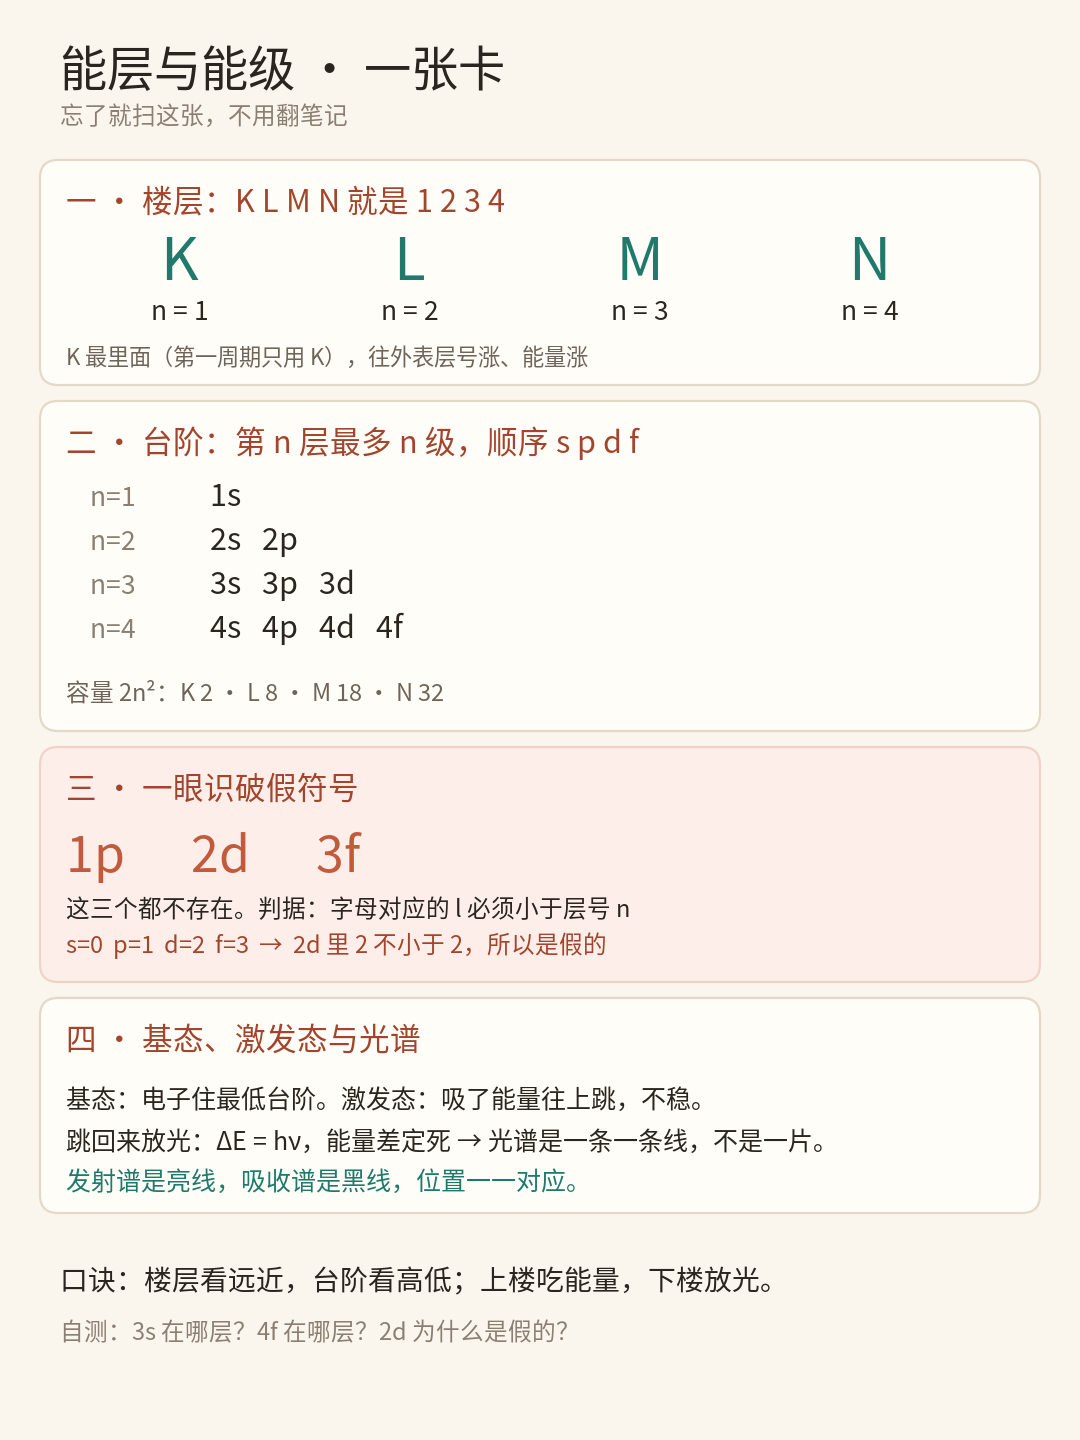 能层与能级 · 一张卡
忘了就扫这张，不用翻笔记
一 · 楼层：K L M N 就是 1 2 3 4
K L M N
n = 1 n = 2 n = 3 n = 4
K 最里面（第一周期只用 K），往外表层号涨、能量涨
二 · 台阶：第 n 层最多 n 级，顺序 s p d f
n=1 1s
n=2 2s 2p
n=3 3s 3p 3d
n=4 4s 4p 4d 4f
容量 2n²：K 2 · L 8 · M 18 · N 32
三 · 一眼识破假符号
1p 2d 3f
这三个都不存在。判据：字母对应的 l 必须小于层号 n
s=0 p=1 d=2 f=3 → 2d 里 2 不小于 2，所以是假的
四 · 基态、激发态与光谱
基态：电子住最低台阶。激发态：吸了能量往上跳，不稳。
跳回来放光：ΔE = hν，能量差定死 → 光谱是一条一条线，不是一片。
发射谱是亮线，吸收谱是黑线，位置一一对应。
口诀：楼层看远近，台阶看高低；上楼吃能量，下楼放光。
自测：3s 在哪层？4f 在哪层？2d 为什么是假的？